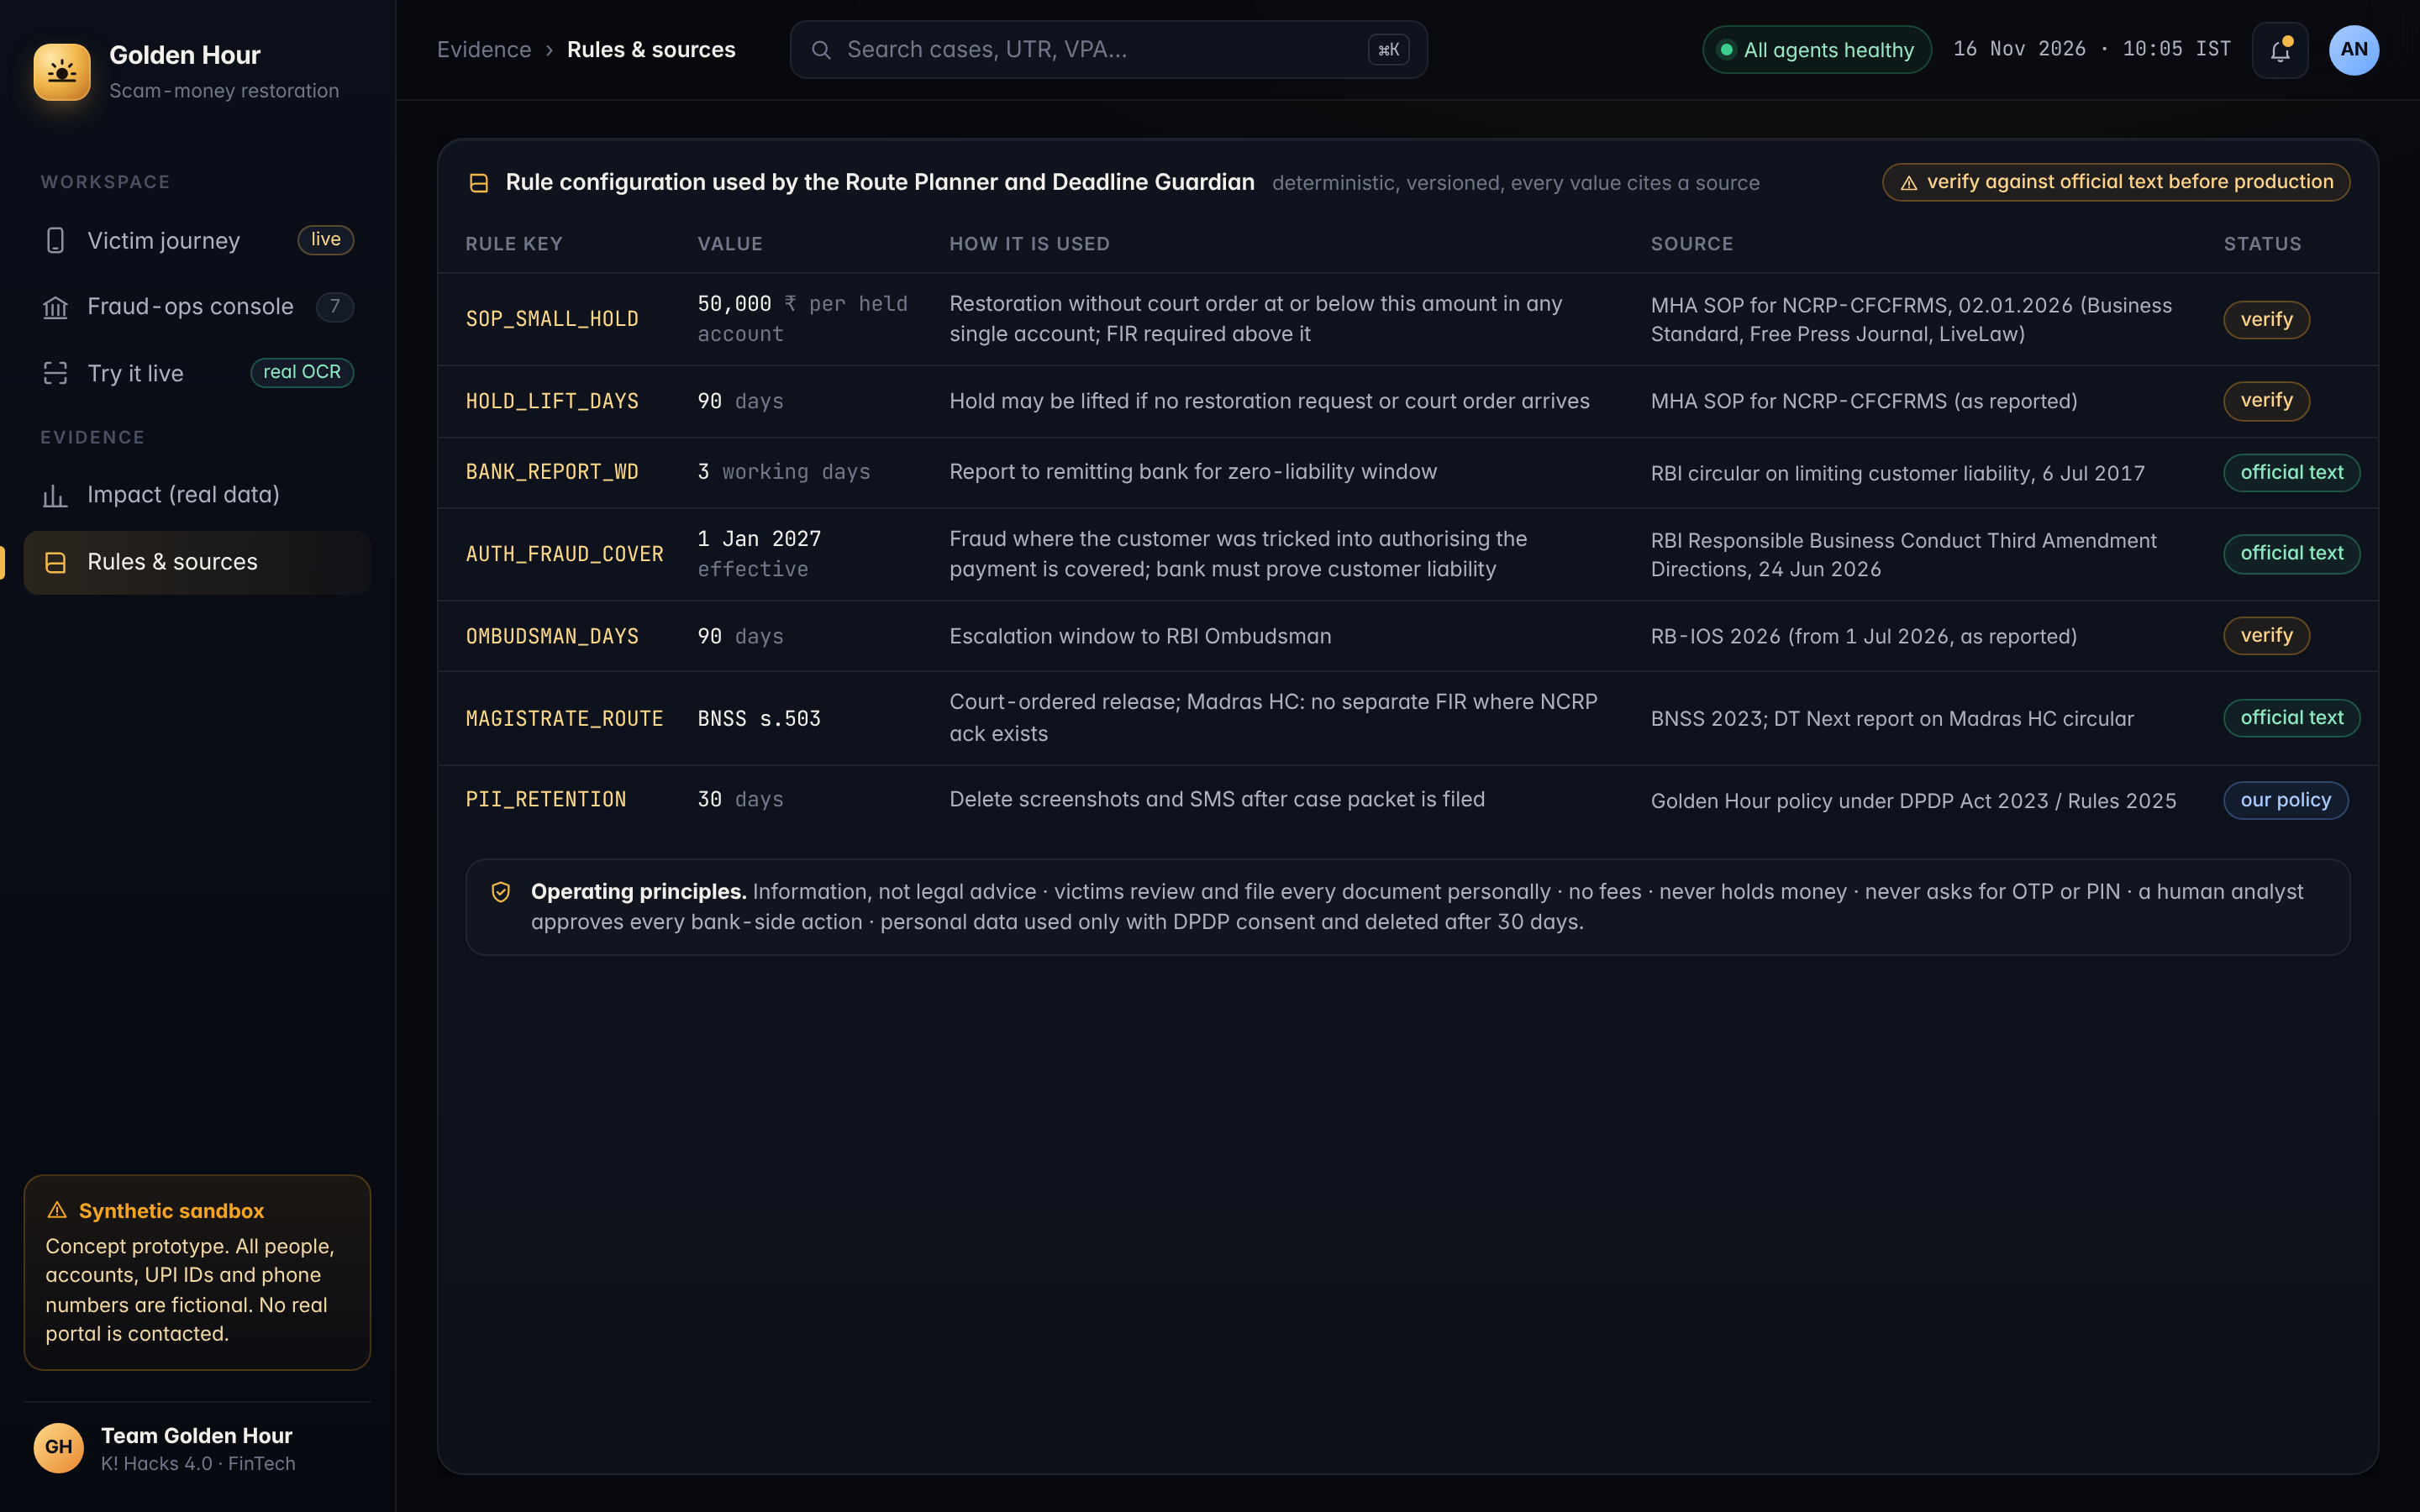 Golden Hour
Scam-money restoration
WORKSPACE
Victim journey live
Fraud-ops console 7
Try it live real OCR
EVIDENCE
Impact (real data)
Rules & sources
Synthetic sandbox
Concept prototype. All people,
accounts, UPI IDs and phone
numbers are fictional. No real
portal is contacted.
GH
Team Golden Hour
K! Hacks 4.0 · FinTech
Evidence › Rules & sources
Search cases, UTR, VPA... ⌘K
All agents healthy
16 Nov 2026 · 10:05 IST
AN
Rule configuration used by the Route Planner and Deadline Guardian deterministic, versioned, every value cites a source
verify against official text before production
RULE KEY VALUE HOW IT IS USED SOURCE STATUS
SOP_SMALL_HOLD
50,000 ₹ per held
account
Restoration without court order at or below this amount in any
single account; FIR required above it
MHA SOP for NCRP-CFCFRMS, 02.01.2026 (Business
Standard, Free Press Journal, LiveLaw)
verify
HOLD_LIFT_DAYS 90 days Hold may be lifted if no restoration request or court order arrives MHA SOP for NCRP-CFCFRMS (as reported) verify
BANK_REPORT_WD 3 working days Report to remitting bank for zero-liability window RBI circular on limiting customer liability, 6 Jul 2017 official text
AUTH_FRAUD_COVER
1 Jan 2027
effective
Fraud where the customer was tricked into authorising the
payment is covered; bank must prove customer liability
RBI Responsible Business Conduct Third Amendment
Directions, 24 Jun 2026
official text
OMBUDSMAN_DAYS 90 days Escalation window to RBI Ombudsman RB-IOS 2026 (from 1 Jul 2026, as reported) verify
MAGISTRATE_ROUTE
BNSS s.503
Court-ordered release; Madras HC: no separate FIR where NCRP
ack exists
BNSS 2023; DT Next report on Madras HC circular
official text
PII_RETENTION 30 days Delete screenshots and SMS after case packet is filed Golden Hour policy under DPDP Act 2023 / Rules 2025 our policy
Operating principles. Information, not legal advice · victims review and file every document personally · no fees · never holds money · never asks for OTP or PIN · a human analyst
approves every bank-side action · personal data used only with DPDP consent and deleted after 30 days.